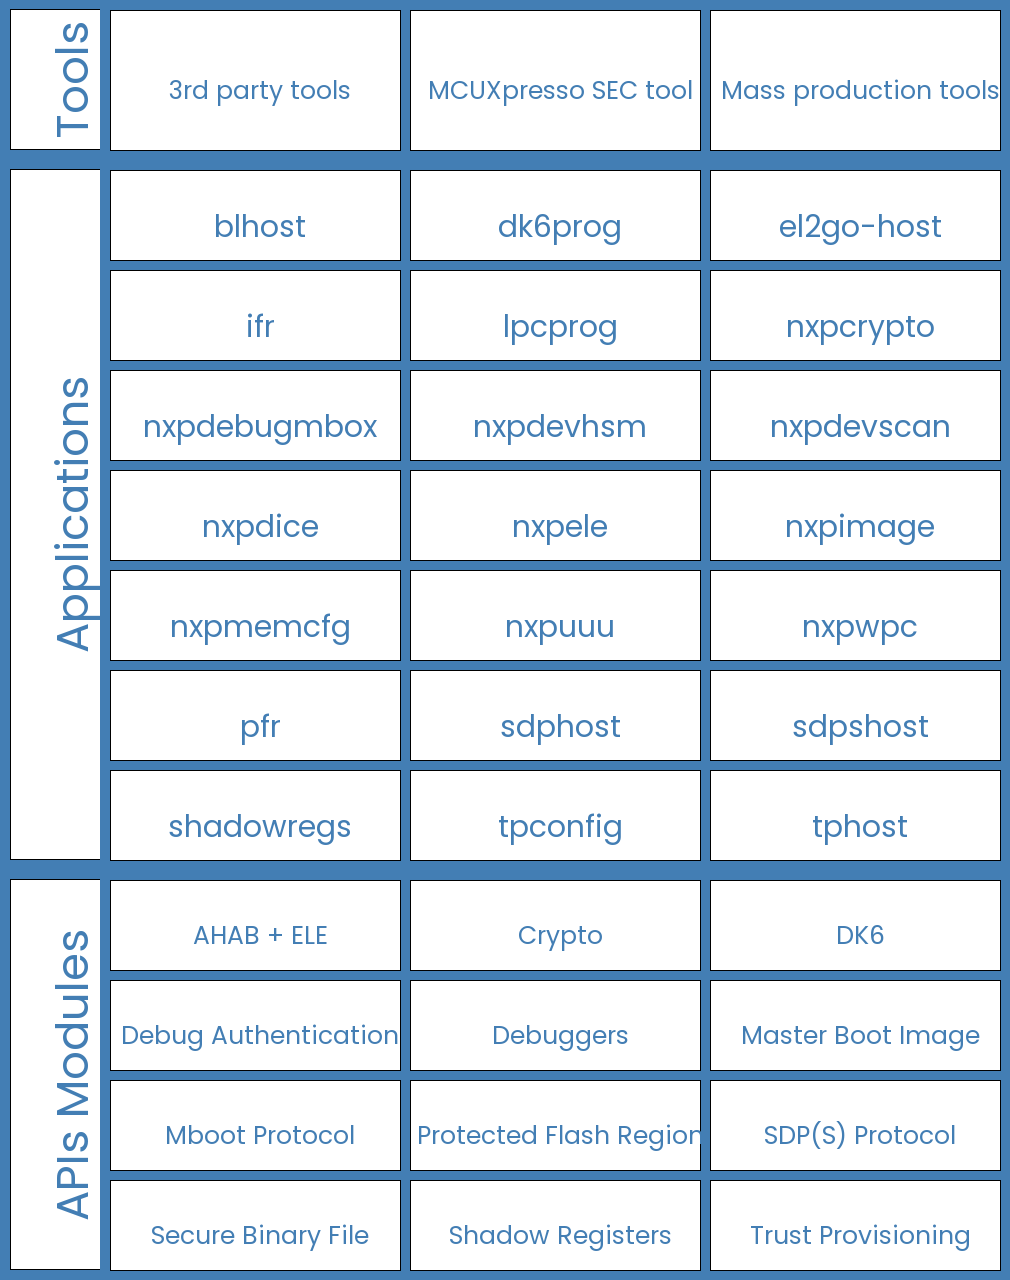 Tools
3rd party tools
MCUXpresso SEC tool
Mass production tools
Applications
blhost
dk6prog
el2go-host
ifr
lpcprog
nxpcrypto
nxpdebugmbox
nxpdevhsm
nxpdevscan
nxpdice
nxpele
nxpimage
nxpmemcfg
nxpuuu
nxpwpc
pfr
sdphost
sdpshost
shadowregs
tpconfig
tphost
APIs Modules
AHAB + ELE
Crypto
DK6
Debug Authentication
Debuggers
Master Boot Image
Mboot Protocol
Protected Flash Region
SDP(S) Protocol
Secure Binary File
Shadow Registers
Trust Provisioning